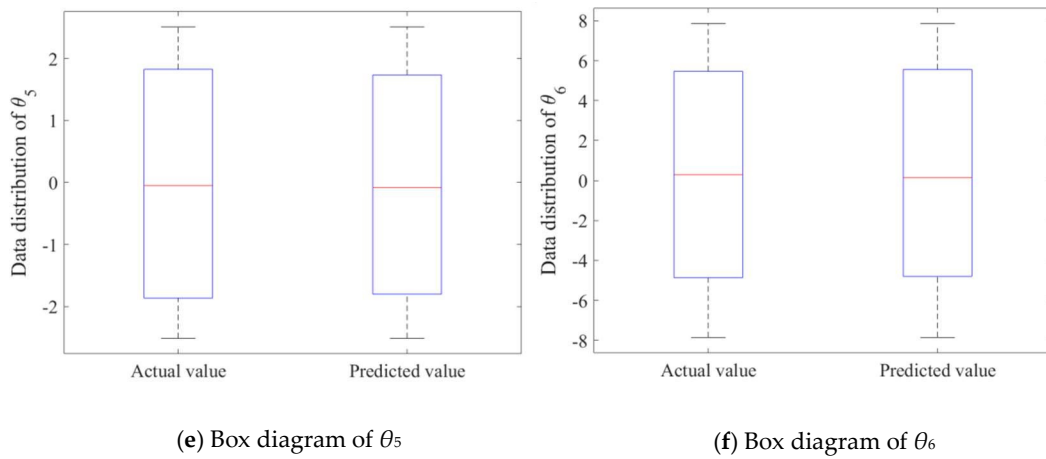 Data distribution of θ5
2
1
0
-1
-2
Actual value
Predicted value
(e) Box diagram of θ5
Data distribution of θ6
8
6
4
2
0
-2
-4
-6
-8
Actual value
Predicted value
(f) Box diagram of θ6